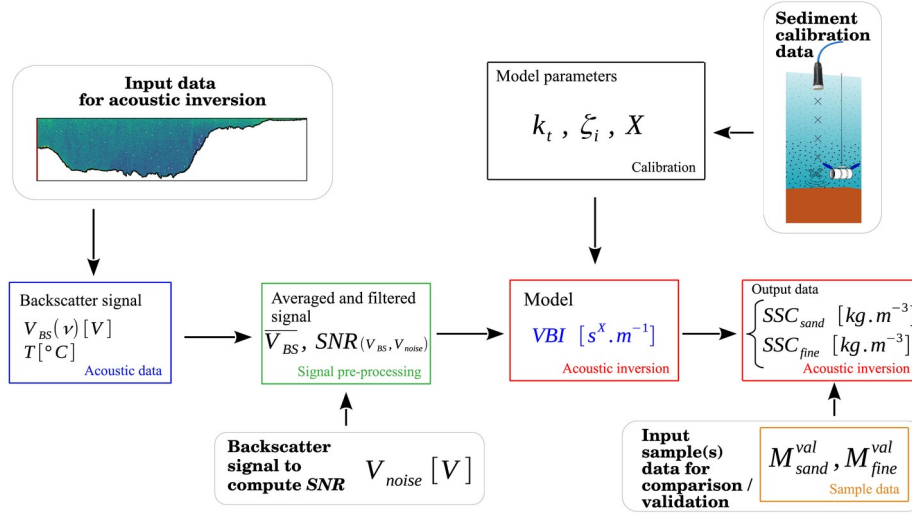 Input data
for acoustic inversion
Model parameters
k_t , ζ_i , X
Calibration
Sediment
calibration
data
Backscatter signal
V_BS(ν)[V]
T[°C]
Acoustic data
Averaged and filtered
signal
\overline{V_BS}, SNR(V_BS,V_noise)
Signal pre-processing
Model
VBI [s^X.m^−1]
Acoustic inversion
Output data
SSC_sand [kg.m^−3]
SSC_fine [kg.m^−3]
Acoustic inversion
Backscatter
signal to
compute SNR
V_noise [V]
Input
sample(s)
data for
comparison /
validation
M_sand^val, M_fine^val
Sample data